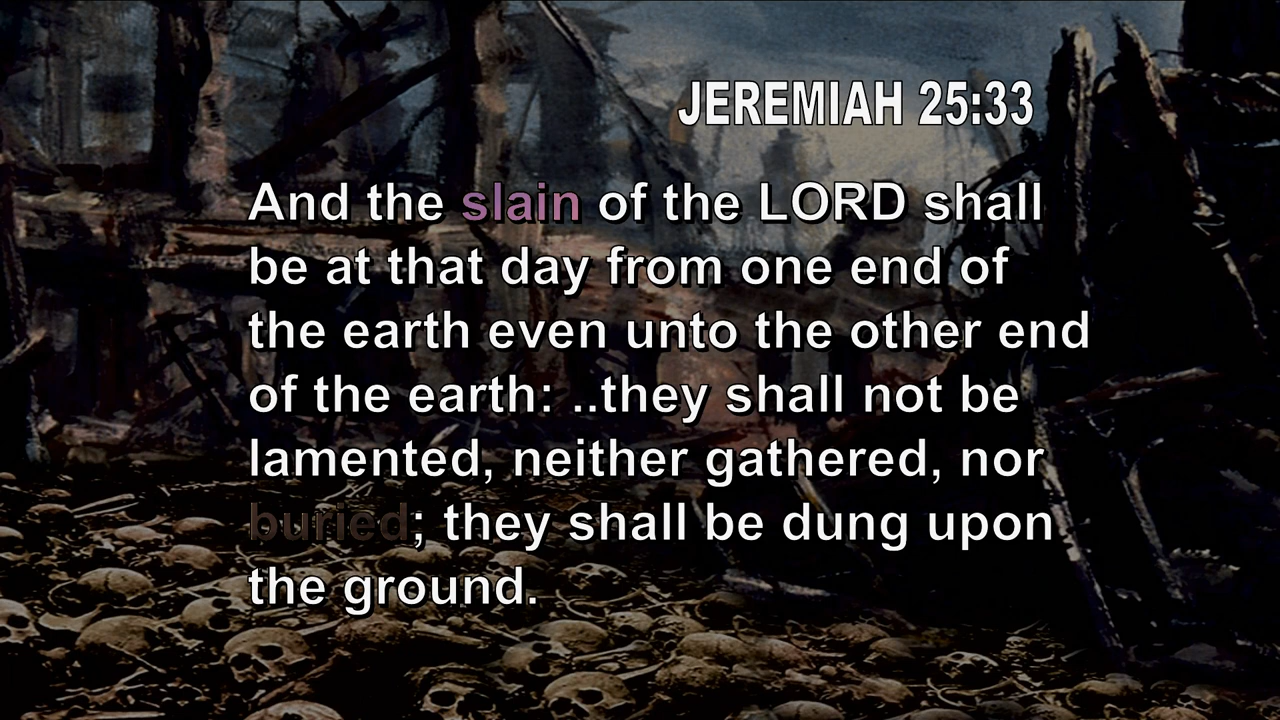 JEREMIAH 25:33
And the slain of the LORD shall
be at that day from one end of
the earth even unto the other end
of the earth: ..they shall not be
lamented, neither gathered, nor
buried; they shall be dung upon
the ground.